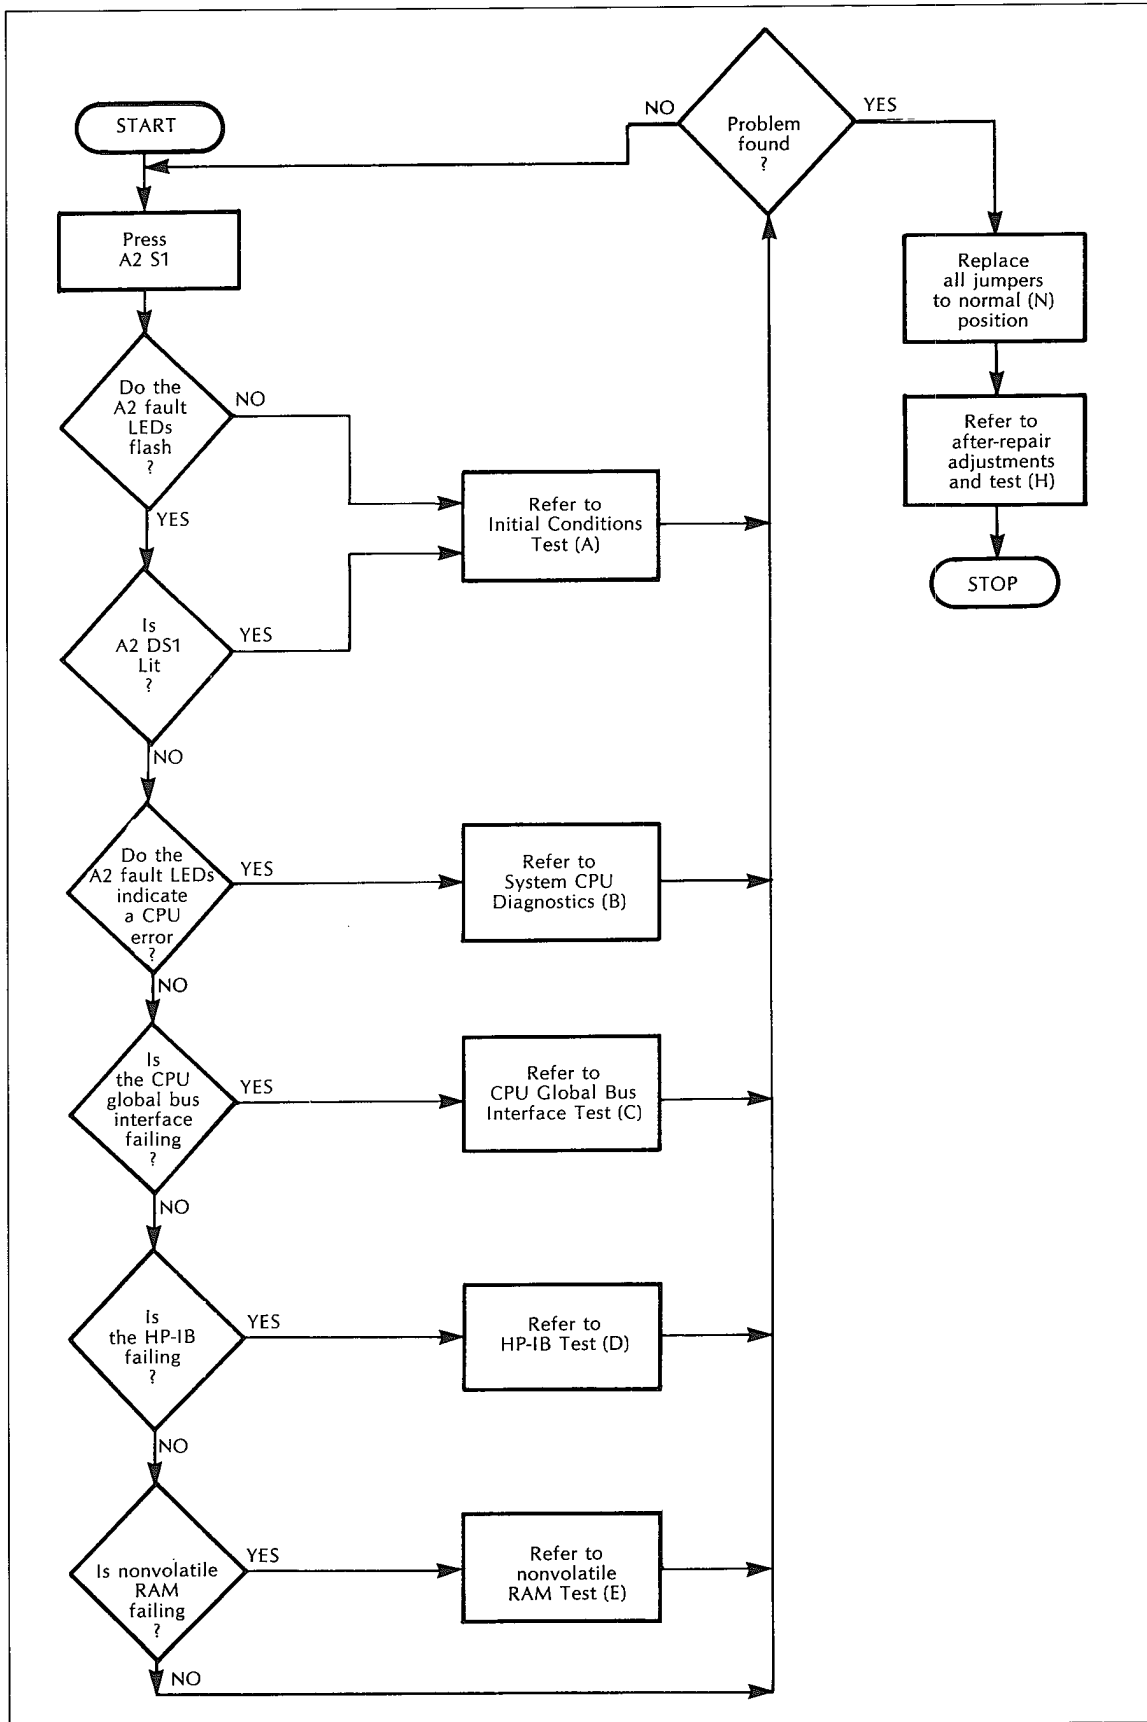 START
Press
A2 S1
Do the
A2 fault
LEDs
flash
?
NO
YES
Is
A2 DS1
Lit
?
YES
NO
Refer to
Initial Conditions
Test (A)
Do the
A2 fault LEDs
indicate
a CPU
error
?
YES
NO
Refer to
System CPU
Diagnostics (B)
Is
the CPU
global bus
interface
failing
?
YES
NO
Refer to
CPU Global Bus
Interface Test (C)
Is
the HP-IB
failing
?
YES
NO
Refer to
HP-IB Test (D)
Is nonvolatile
RAM
failing
?
YES
NO
Refer to
nonvolatile
RAM Test (E)
Problem
found
?
NO
YES
Replace
all jumpers
to normal (N)
position
Refer to
after-repair
adjustments
and test (H)
STOP